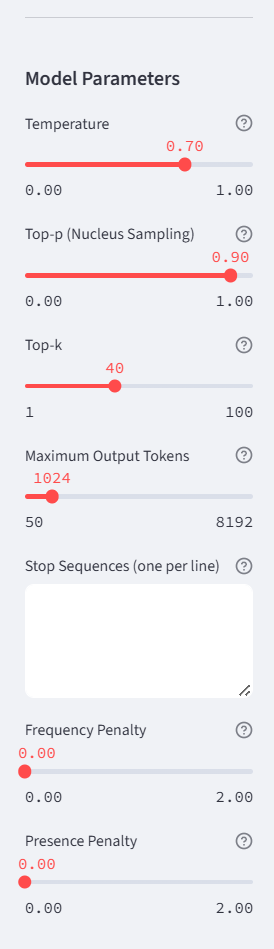 Model Parameters
Temperature
0.70
0.00 1.00
Top-p (Nucleus Sampling)
0.90
0.00 1.00
Top-k
40
1 100
Maximum Output Tokens
1024
50 8192
Stop Sequences (one per line)
Frequency Penalty
0.00
0.00 2.00
Presence Penalty
0.00
0.00 2.00